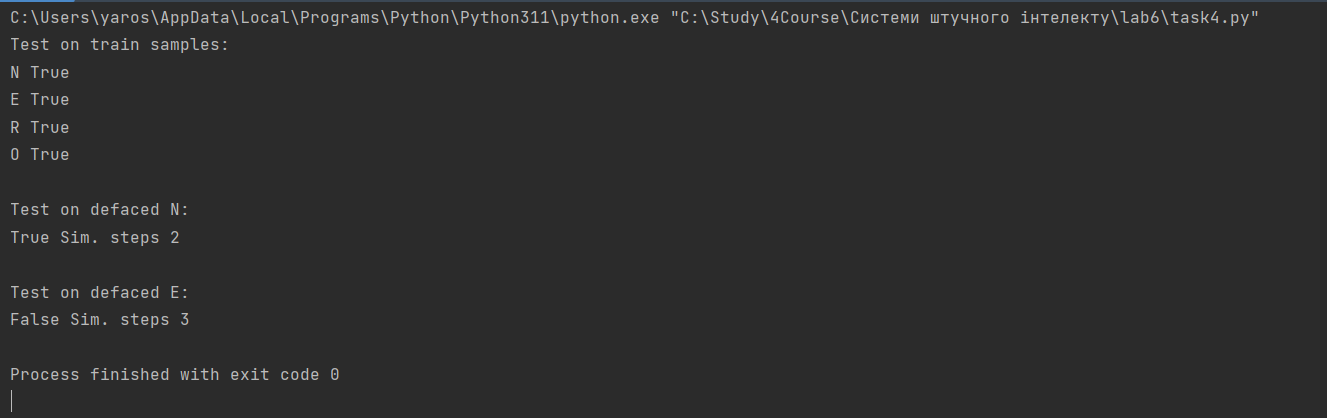 C:\Users\yaros\AppData\Local\Programs\Python\Python311\python.exe "C:\Study\4Course\Системи штучного інтелекту\lab6\task4.py"
Test on train samples:
N True
E True
R True
O True
Test on defaced N:
True Sim. steps 2
Test on defaced E:
False Sim. steps 3
Process finished with exit code 0